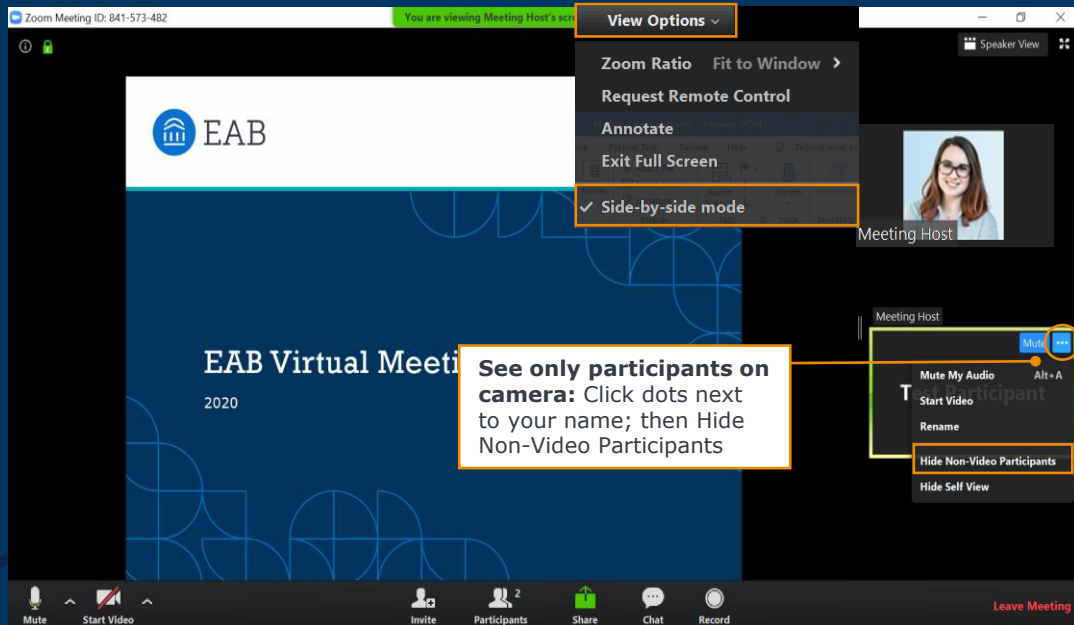 Zoom Meeting ID: 841-573-482
You are viewing Meeting Host's scr
View Options
Speaker View
Zoom Ratio Fit to Window >
Request Remote Control
Annotate
Exit Full Screen
✓ Side-by-side mode
EAB
Meeting Host
Meeting Host
Mute
Mute My Audio Alt+A
Start Video
Rename
Hide Non-Video Participants
Hide Self View
Test Participant
EAB Virtual Meeti
2020
See only participants on
camera: Click dots next
to your name; then Hide
Non-Video Participants
Mute
Start Video
Invite
Participants 2
Share
Chat
Record
Leave Meeting